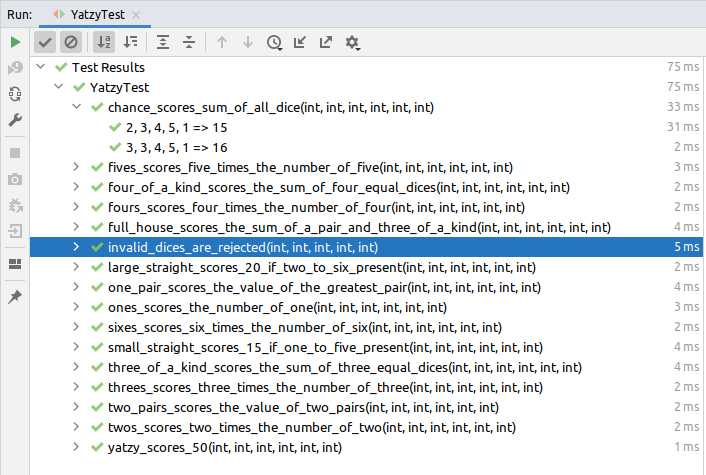 Run: YatzyTest
Test Results 75 ms
YatzyTest 75 ms
chance_scores_sum_of_all_dice(int, int, int, int, int, int) 33 ms
2, 3, 4, 5, 1 => 15 31 ms
3, 3, 4, 5, 1 => 16 2 ms
fives_scores_five_times_the_number_of_five(int, int, int, int, int, int) 3 ms
four_of_a_kind_scores_the_sum_of_four_equal_dices(int, int, int, int, int, int) 2 ms
fours_scores_four_times_the_number_of_four(int, int, int, int, int, int) 2 ms
full_house_scores_the_sum_of_a_pair_and_three_of_a_kind(int, int, int, int, int, int) 4 ms
invalid_dices_are_rejected(int, int, int, int, int) 5 ms
large_straight_scores_20_if_two_to_six_present(int, int, int, int, int, int) 2 ms
one_pair_scores_the_value_of_the_greatest_pair(int, int, int, int, int, int) 4 ms
ones_scores_the_number_of_one(int, int, int, int, int, int) 3 ms
sixes_scores_six_times_the_number_of_six(int, int, int, int, int, int) 2 ms
small_straight_scores_15_if_one_to_five_present(int, int, int, int, int, int) 4 ms
three_of_a_kind_scores_the_sum_of_three_equal_dices(int, int, int, int, int, int) 4 ms
threes_scores_three_times_the_number_of_three(int, int, int, int, int, int) 2 ms
two_pairs_scores_the_value_of_two_pairs(int, int, int, int, int, int) 2 ms
twos_scores_two_times_the_number_of_two(int, int, int, int, int, int) 2 ms
yatzy_scores_50(int, int, int, int, int, int) 1 ms